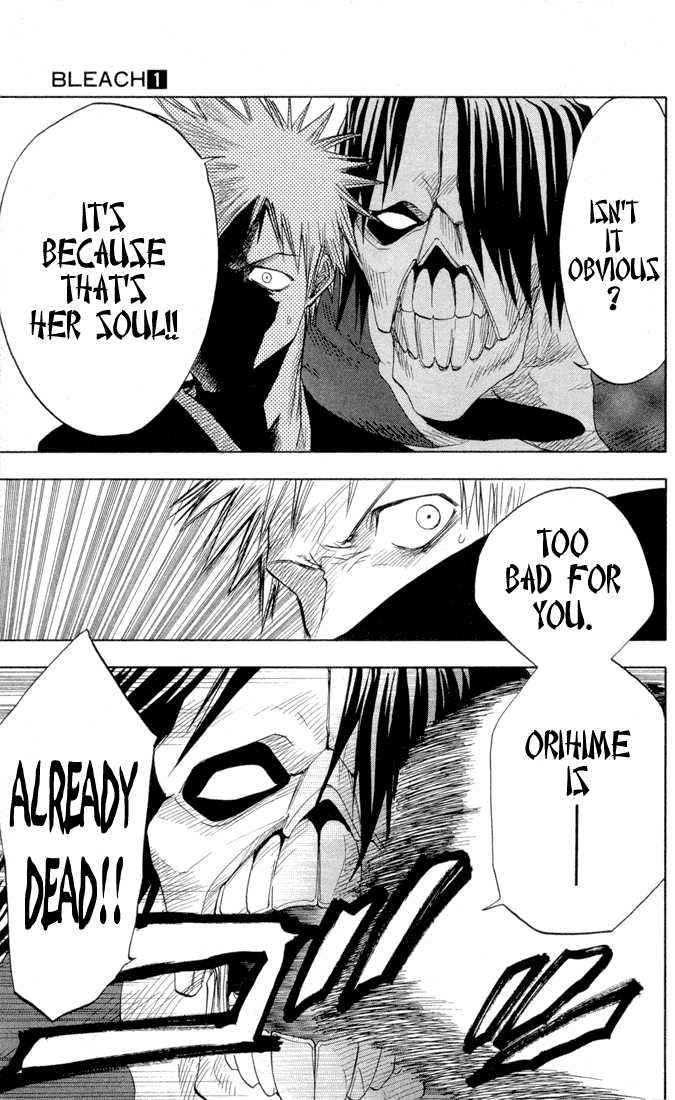 BLEACH 1
ISN'T
IT
OBVIOUS
?
IT'S
BECAUSE
THAT'S
HER SOUL!!
TOO
BAD FOR
YOU.
ORIHIME
IS
—
ALREADY
DEAD!!